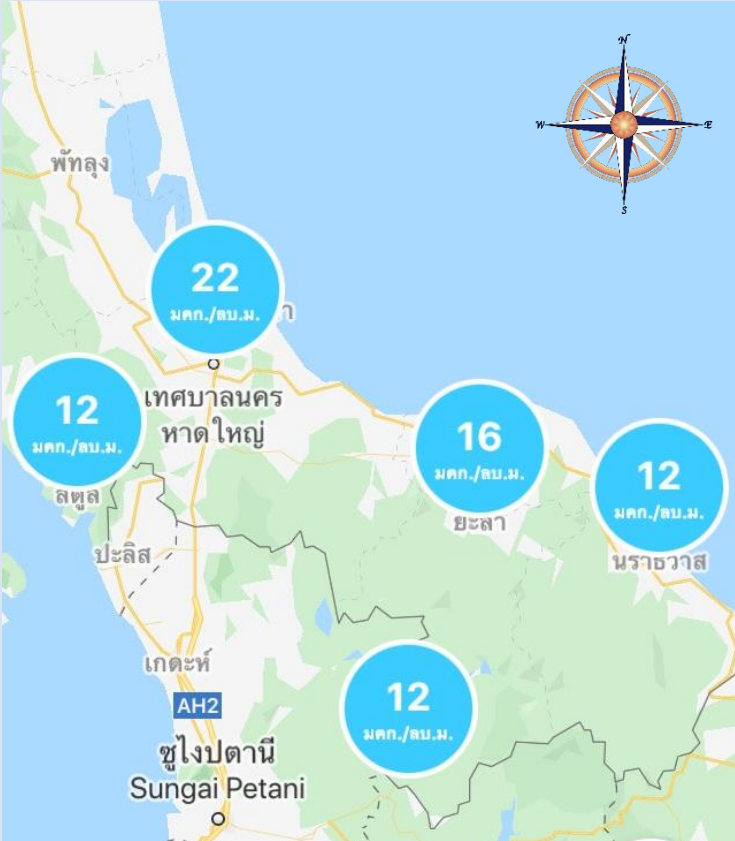 N
W
E
S
พัทลุง
22
มคก./ลบ.ม.
า
12
มคก./ลบ.ม.
เทศบาลนคร
หาดใหญ่
16
มคก./ลบ.ม.
12
มคก./ลบ.ม.
สตูล
ยะลา
ปะลิส
นราธิวาส
เกดะห์
12
มคก./ลบ.ม.
AH2
ซูไงปตานี
Sungai Petani